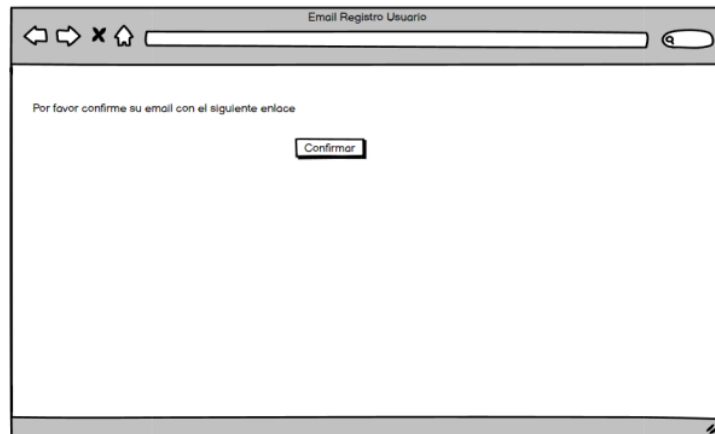 Email Registro Usuario
Por favor confirme su email con el siguiente enlace
Confirmar